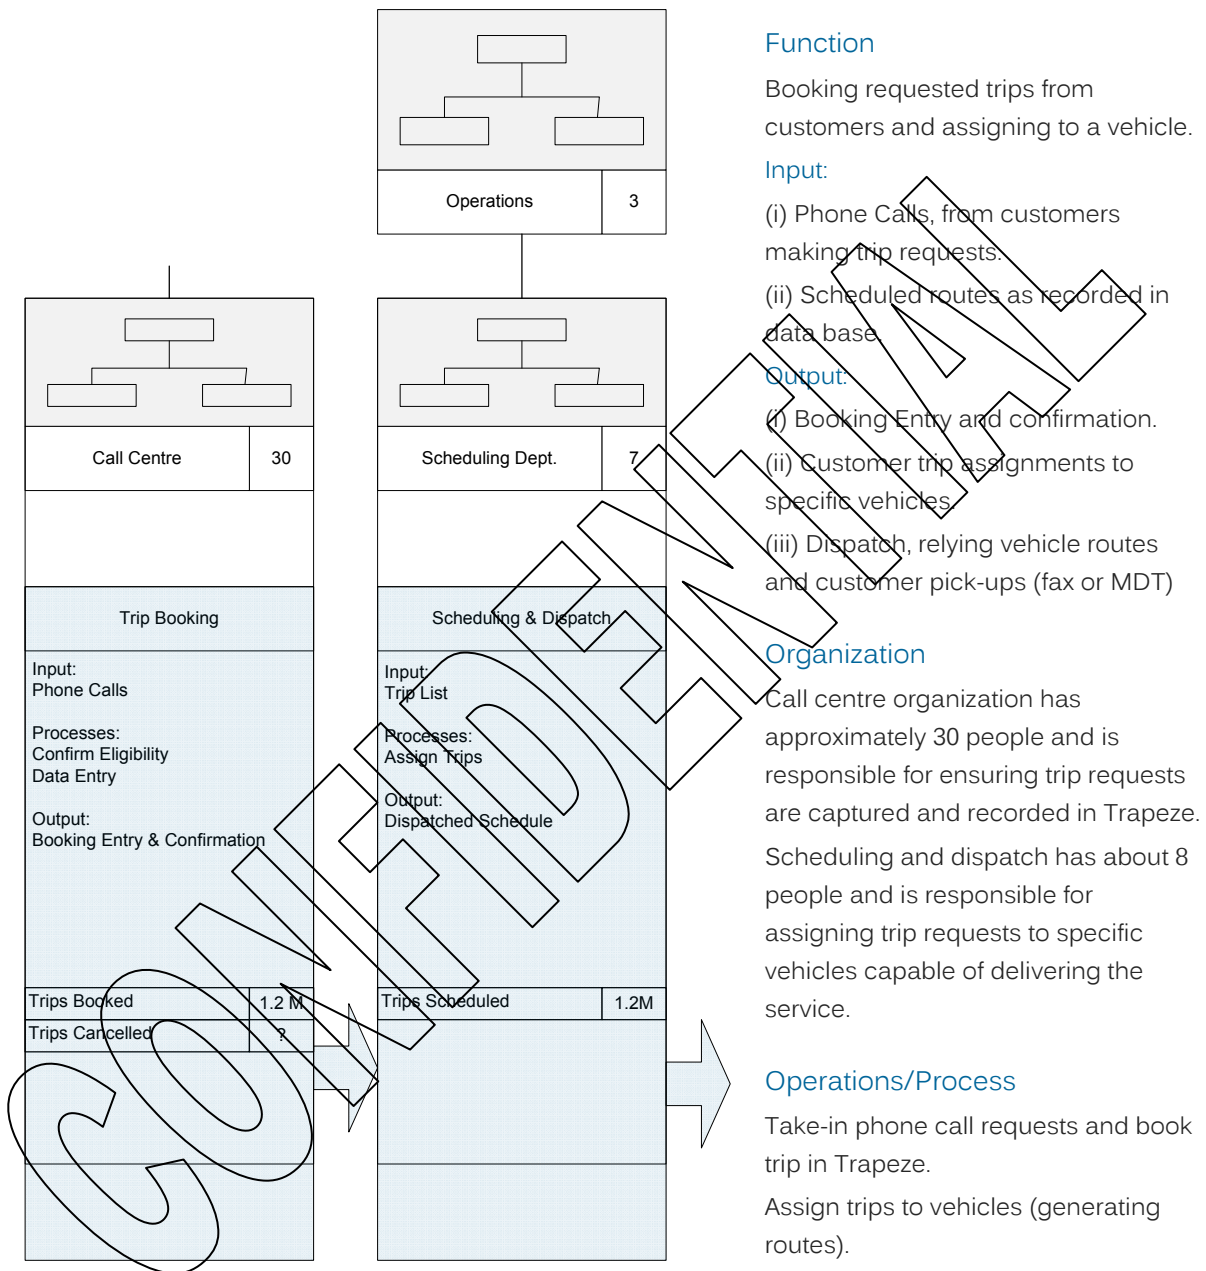 Operations
3
Call Centre
30
Trip Booking
Input:
Phone Calls
Processes:
Confirm Eligibility
Data Entry
Output:
Booking Entry & Confirmation
Trips Booked
1.2 M
Trips Cancelled
?
Scheduling Dept.
7
Scheduling & Dispatch
Input:
Trip List
Processes:
Assign Trips
Output:
Dispatched Schedule
Trips Scheduled
1.2M
Function
Booking requested trips from
customers and assigning to a vehicle.
Input:
(i) Phone Calls, from customers
making trip requests.
(ii) Scheduled routes as recorded in
data base.
Output:
(i) Booking Entry and confirmation.
(ii) Customer trip assignments to
specific vehicles.
(iii) Dispatch, relying vehicle routes
and customer pick-ups (fax or MDT)
Organization
Call centre organization has
approximately 30 people and is
responsible for ensuring trip requests
are captured and recorded in Trapeze.
Scheduling and dispatch has about 8
people and is responsible for
assigning trip requests to specific
vehicles capable of delivering the
service.
Operations/Process
Take-in phone call requests and book
trip in Trapeze.
Assign trips to vehicles (generating
routes).
CONFIDENTIAL